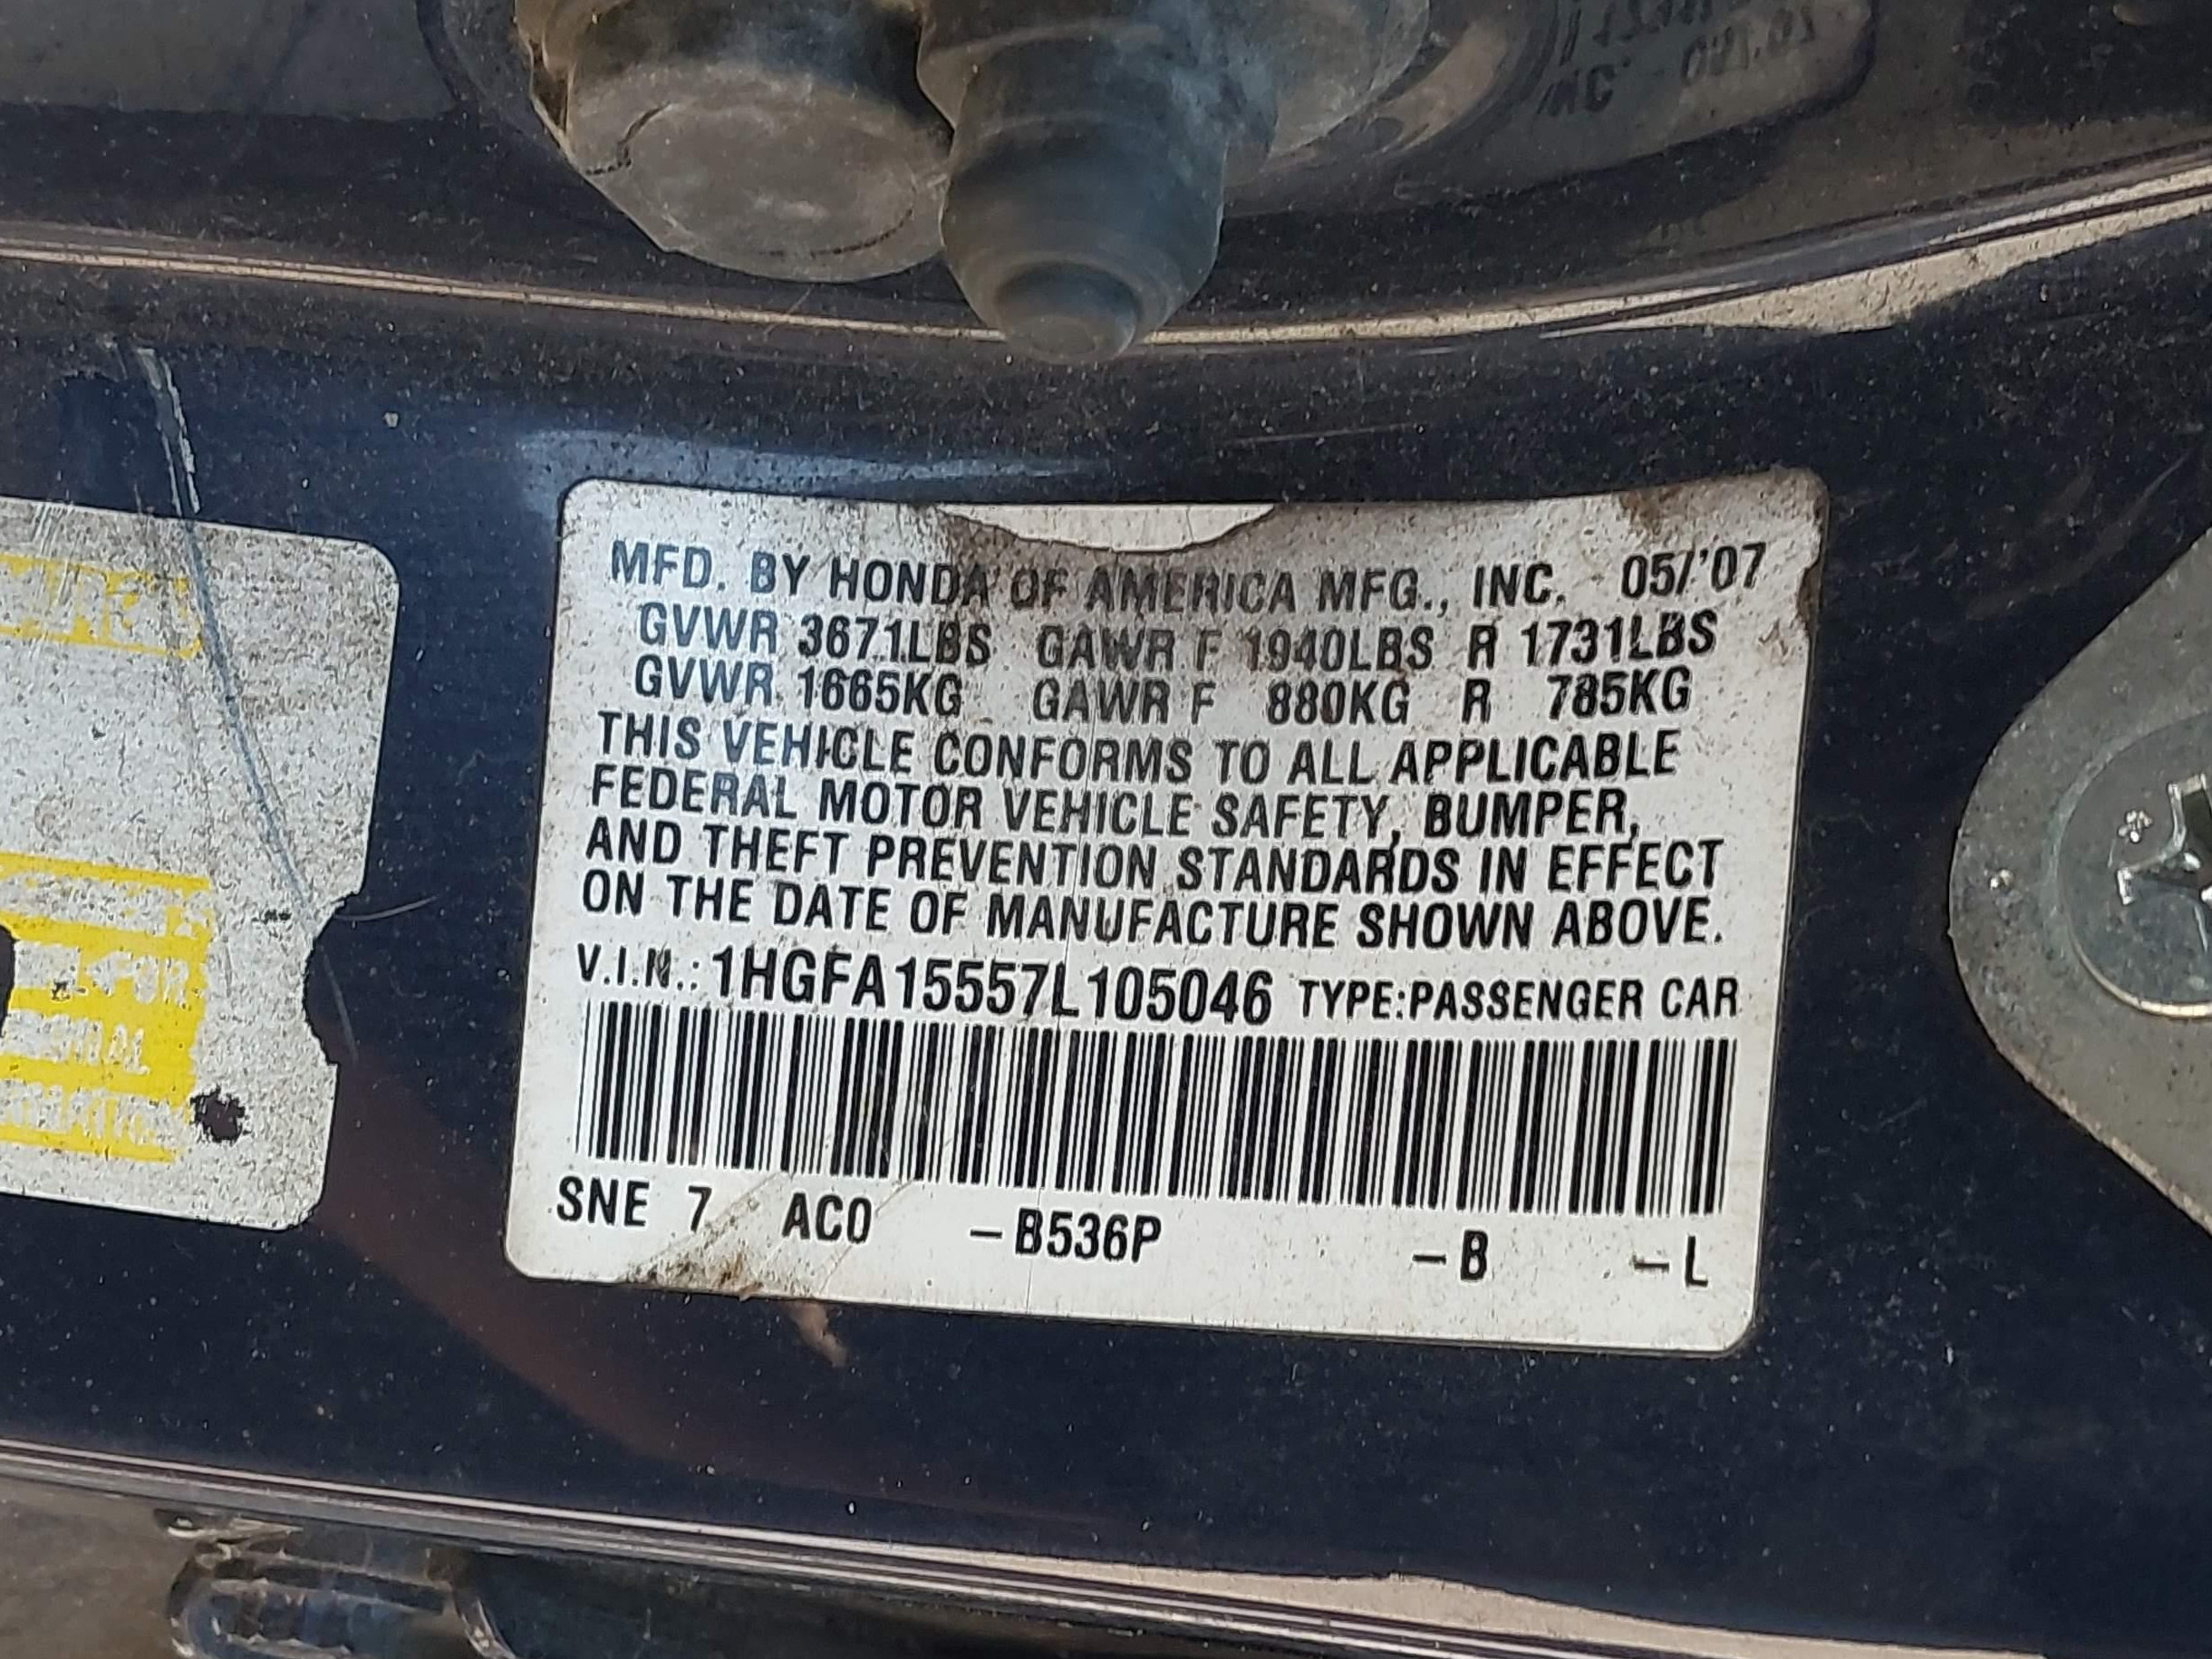 MFD. BY HONDA OF AMERICA MFG., INC. 05/'07
GVWR 3671LBS GAWR F 1940LBS R 1731LBS
GVWR 1665KG GAWR F 880KG R 785KG
THIS VEHICLE CONFORMS TO ALL APPLICABLE
FEDERAL MOTOR VEHICLE SAFETY, BUMPER,
AND THEFT PREVENTION STANDARDS IN EFFECT
ON THE DATE OF MANUFACTURE SHOWN ABOVE.
V.I.N.: 1HGFA15557L105046 TYPE:PASSENGER CAR
SNE 7 AC0 -B536P -B -L
FOR